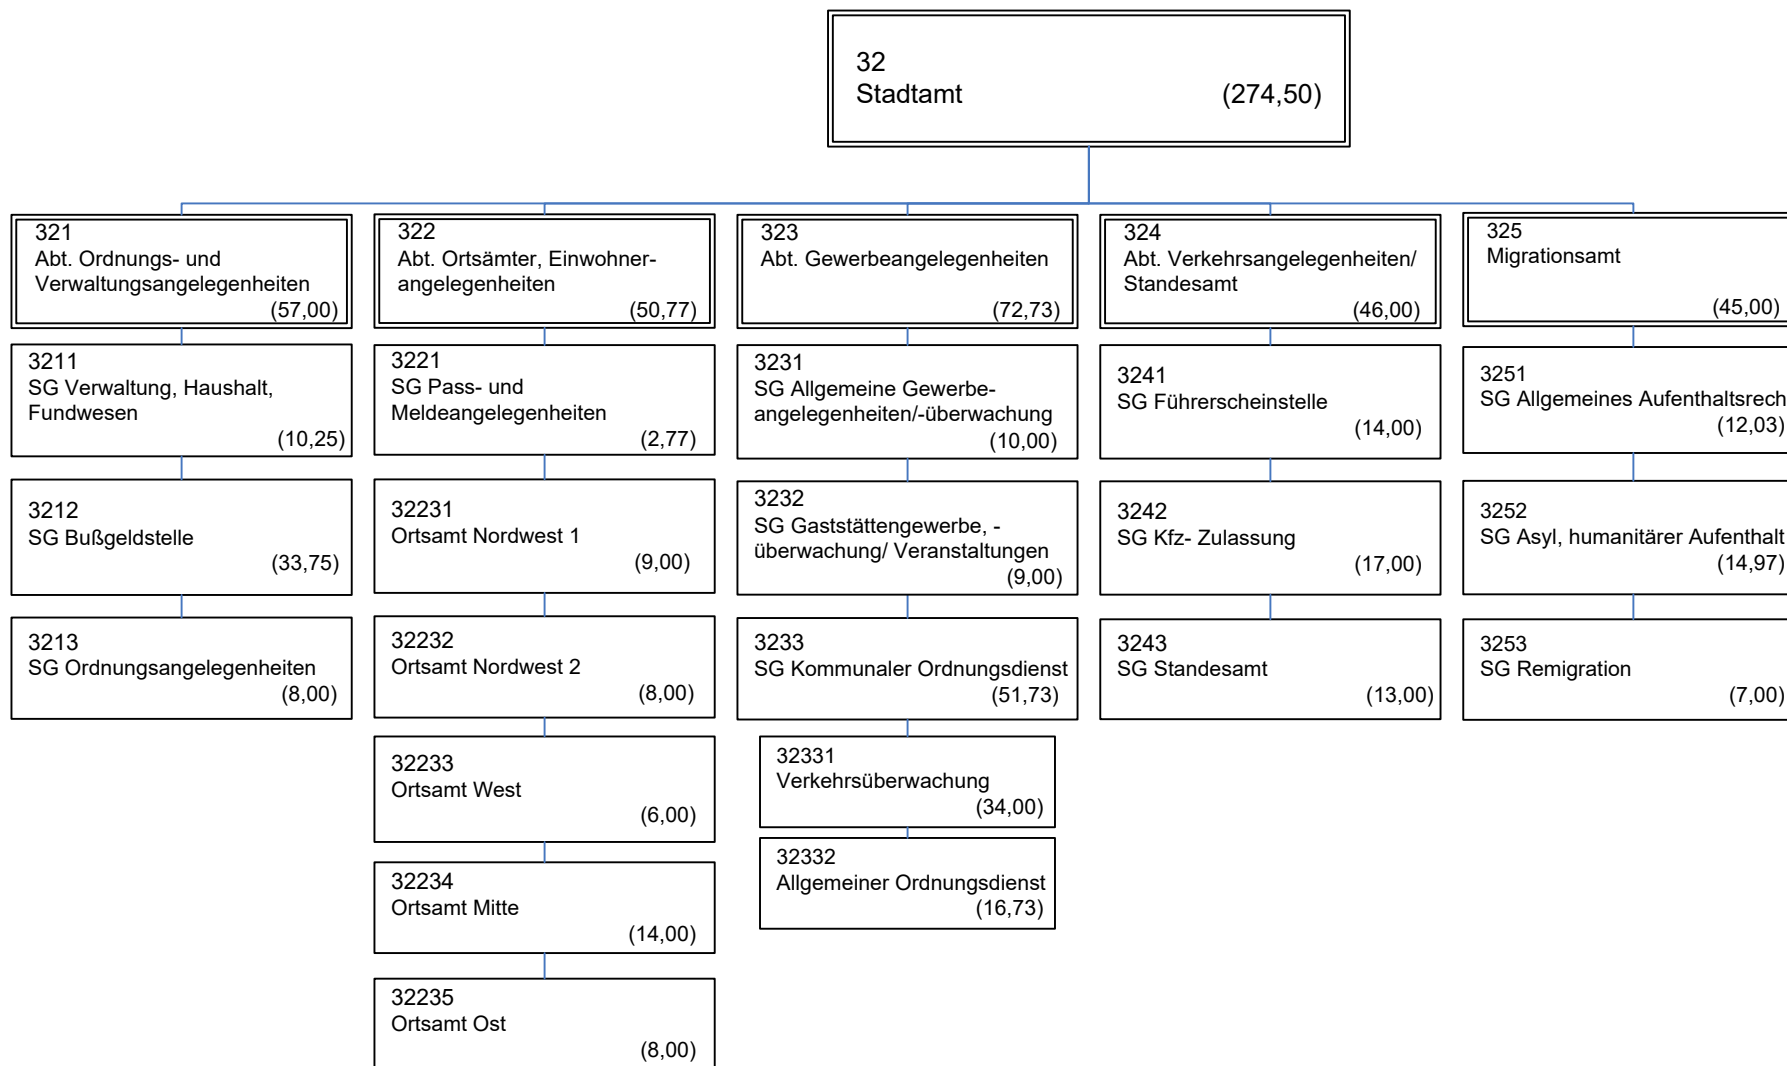 32
Stadtamt (274,50)
321
Abt. Ordnungs- und
Verwaltungsangelegenheiten
(57,00)
322
Abt. Ortsämter, Einwohner-
angelegenheiten
(50,77)
323
Abt. Gewerbeangelegenheiten
(72,73)
324
Abt. Verkehrsangelegenheiten/
Standesamt
(46,00)
325
Migrationsamt
(45,00)
3211
SG Verwaltung, Haushalt,
Fundwesen
(10,25)
3221
SG Pass- und
Meldeangelegenheiten
(2,77)
3231
SG Allgemeine Gewerbe-
angelegenheiten/-überwachung
(10,00)
3241
SG Führerscheinstelle
(14,00)
3251
SG Allgemeines Aufenthaltsrech
(12,03)
3212
SG Bußgeldstelle
(33,75)
32231
Ortsamt Nordwest 1
(9,00)
3232
SG Gaststättengewerbe, -
überwachung/ Veranstaltungen
(9,00)
3242
SG Kfz- Zulassung
(17,00)
3252
SG Asyl, humanitärer Aufenthalt
(14,97)
3213
SG Ordnungsangelegenheiten
(8,00)
32232
Ortsamt Nordwest 2
(8,00)
3233
SG Kommunaler Ordnungsdienst
(51,73)
3243
SG Standesamt
(13,00)
3253
SG Remigration
(7,00)
32233
Ortsamt West
(6,00)
32331
Verkehrsüberwachung
(34,00)
32234
Ortsamt Mitte
(14,00)
32332
Allgemeiner Ordnungsdienst
(16,73)
32235
Ortsamt Ost
(8,00)